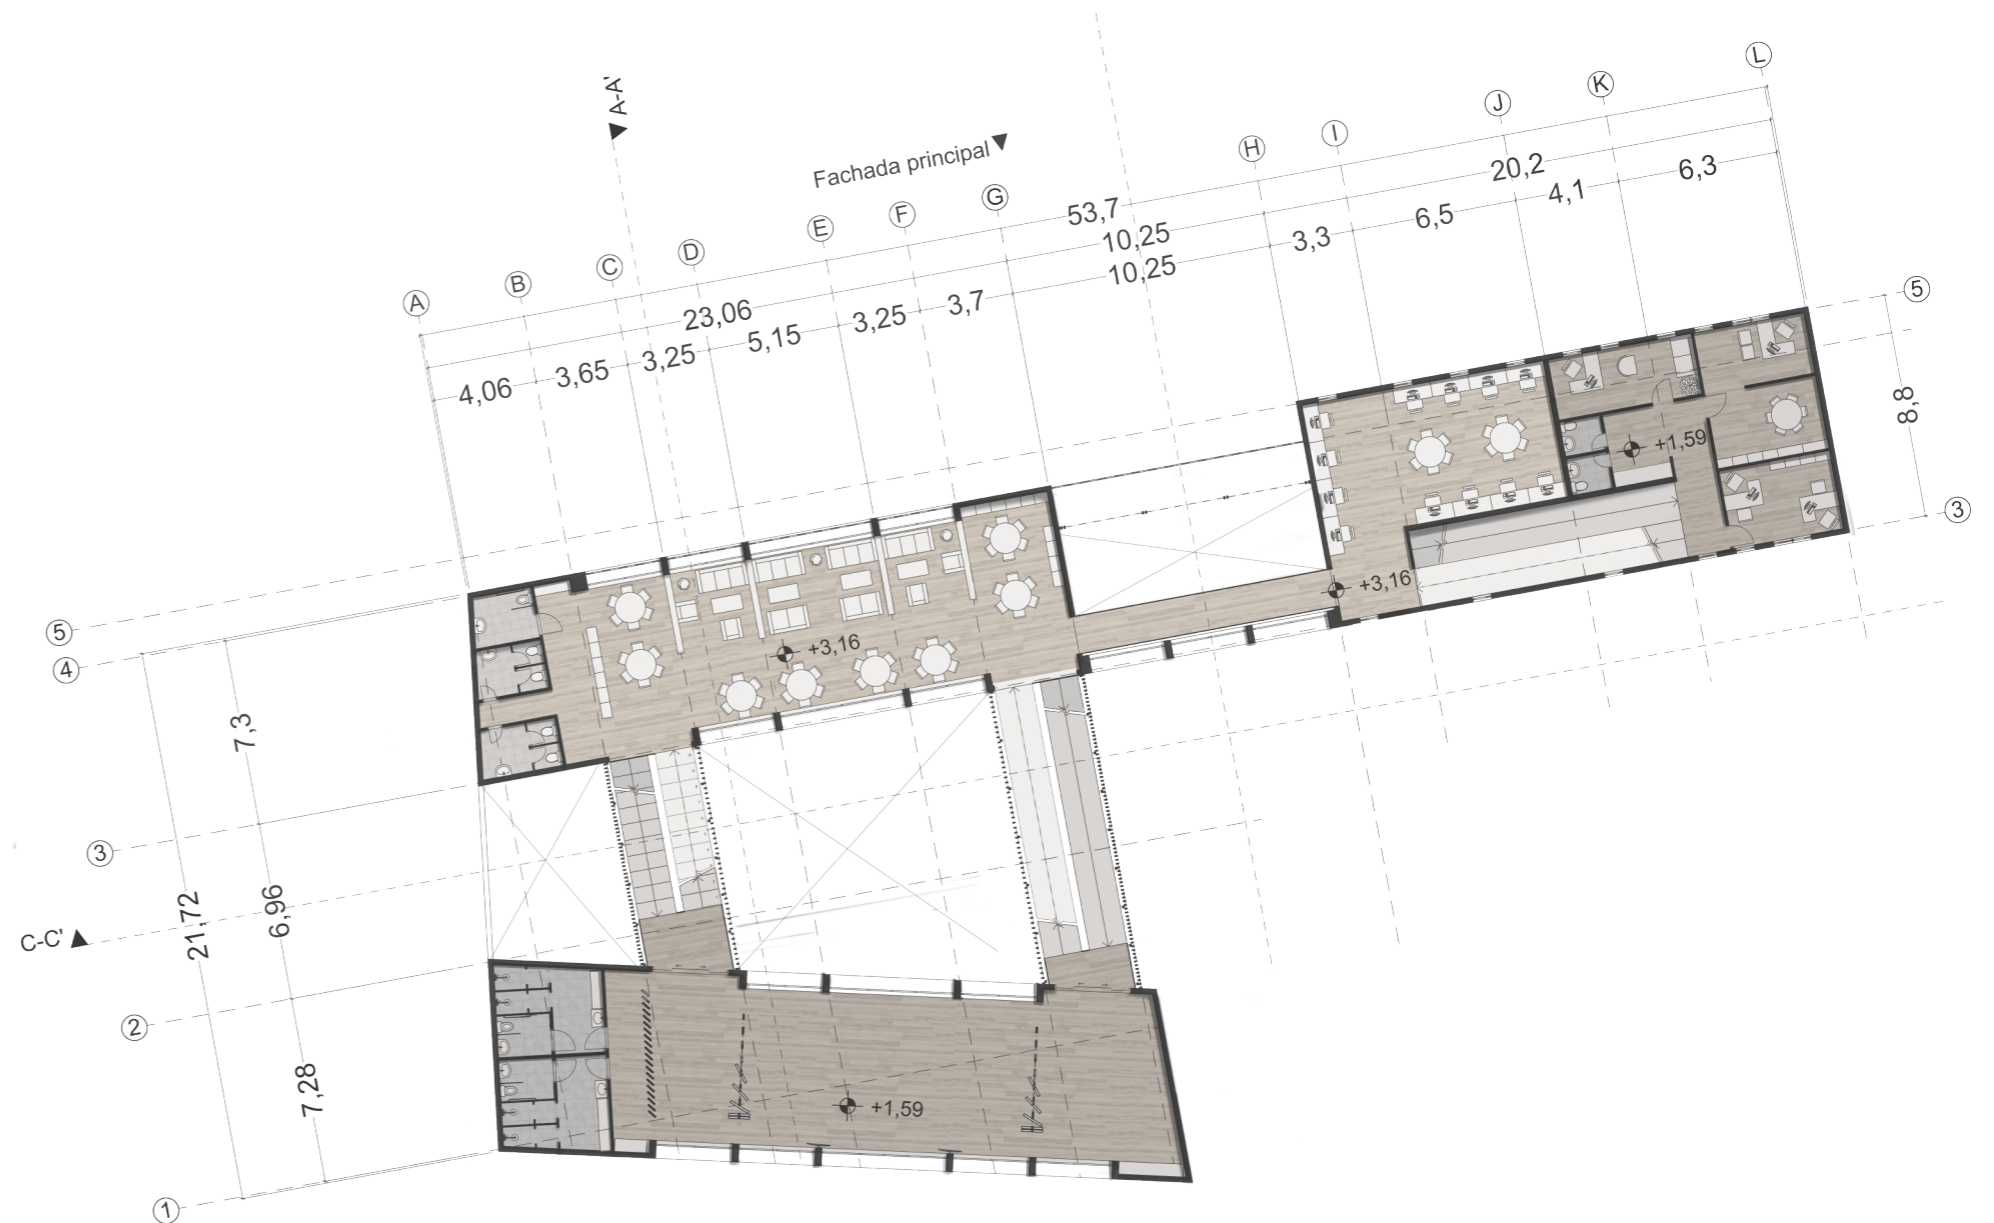 A-A'
Fachada principal
A
B
C
D
E
F
G
H
I
J
K
L
53,7
23,06
10,25
20,2
4,06
3,65
3,25
5,15
3,25
3,7
10,25
3,3
6,5
4,1
6,3
5
8,8
3
+1,59
+3,16
+3,16
5
4
7,3
3
6,96
21,72
C-C'
2
7,28
+1,59
1